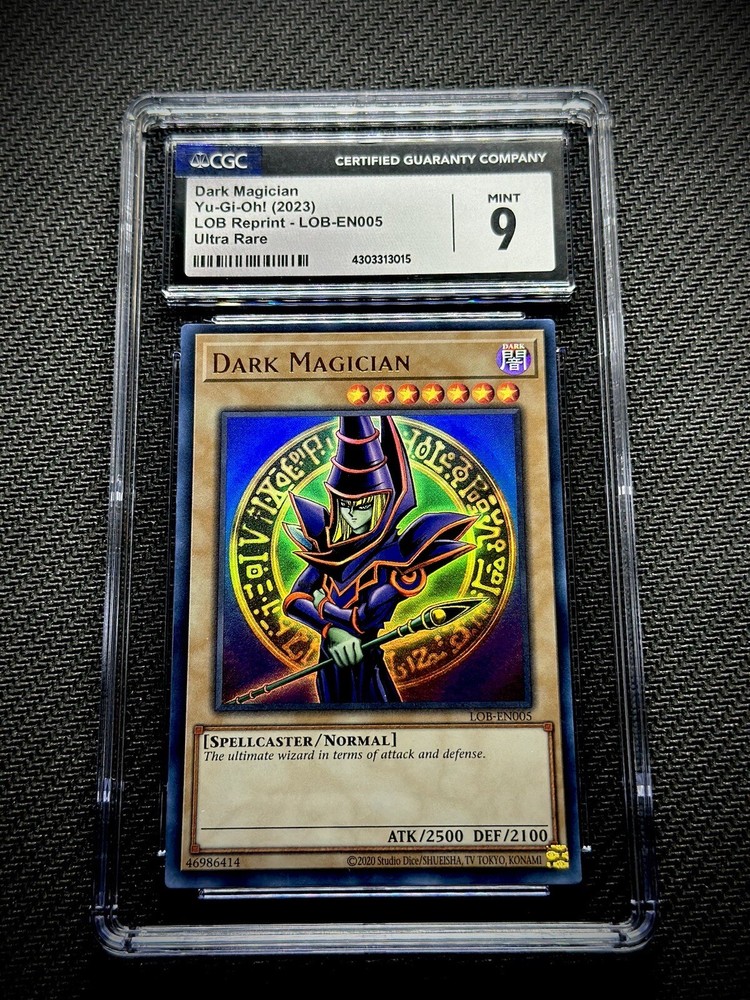 CGC CERTIFIED GUARANTY COMPANY
Dark Magician
Yu-Gi-Oh! (2023)
LOB Reprint - LOB-EN005
Ultra Rare
MINT
9
4303313015
DARK MAGICIAN
DARK
闇
LOB-EN005
[SPELLCASTER/NORMAL]
The ultimate wizard in terms of attack and defense.
ATK/2500 DEF/2100
46986414 ©2020 Studio Dice/SHUEISHA, TV TOKYO, KONAMI